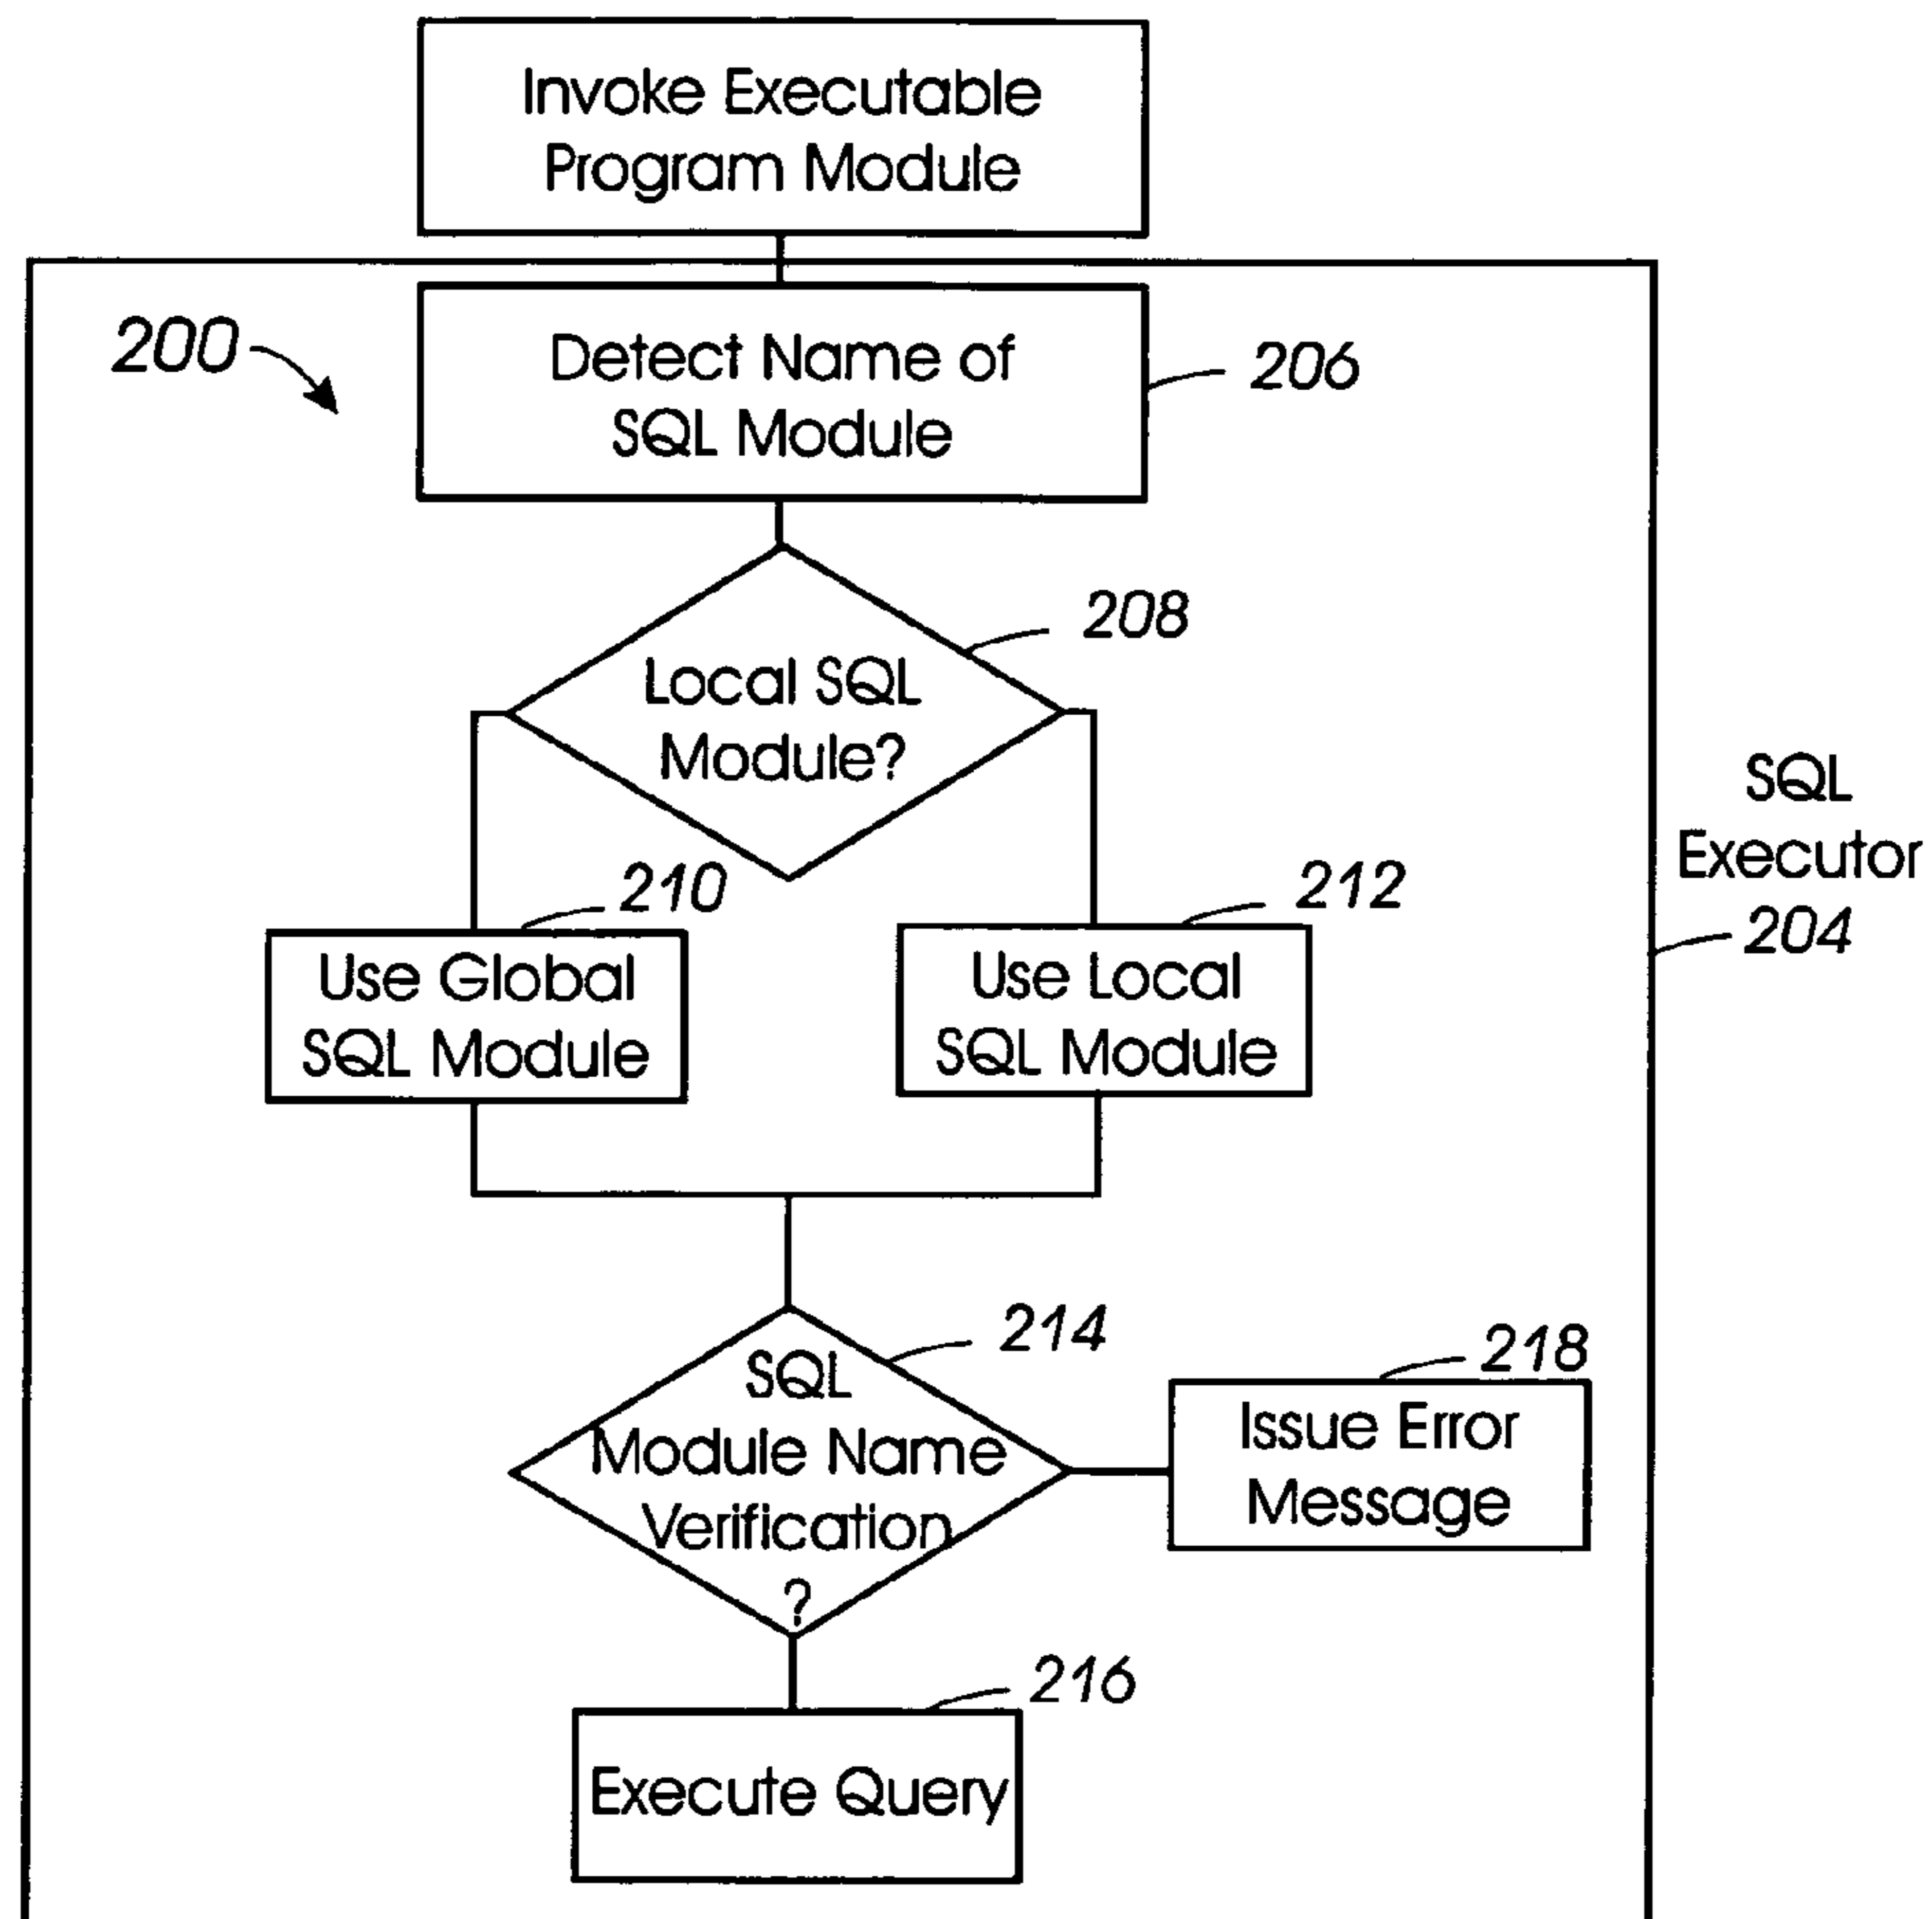 Invoke Executable
Program Module
200
Detect Name of
SQL Module
206
208
Local SQL
Module?
SQL
Executor
204
210
212
Use Global
SQL Module
Use Local
SQL Module
214
SQL
Module Name
Verification
?
218
Issue Error
Message
216
Execute Query